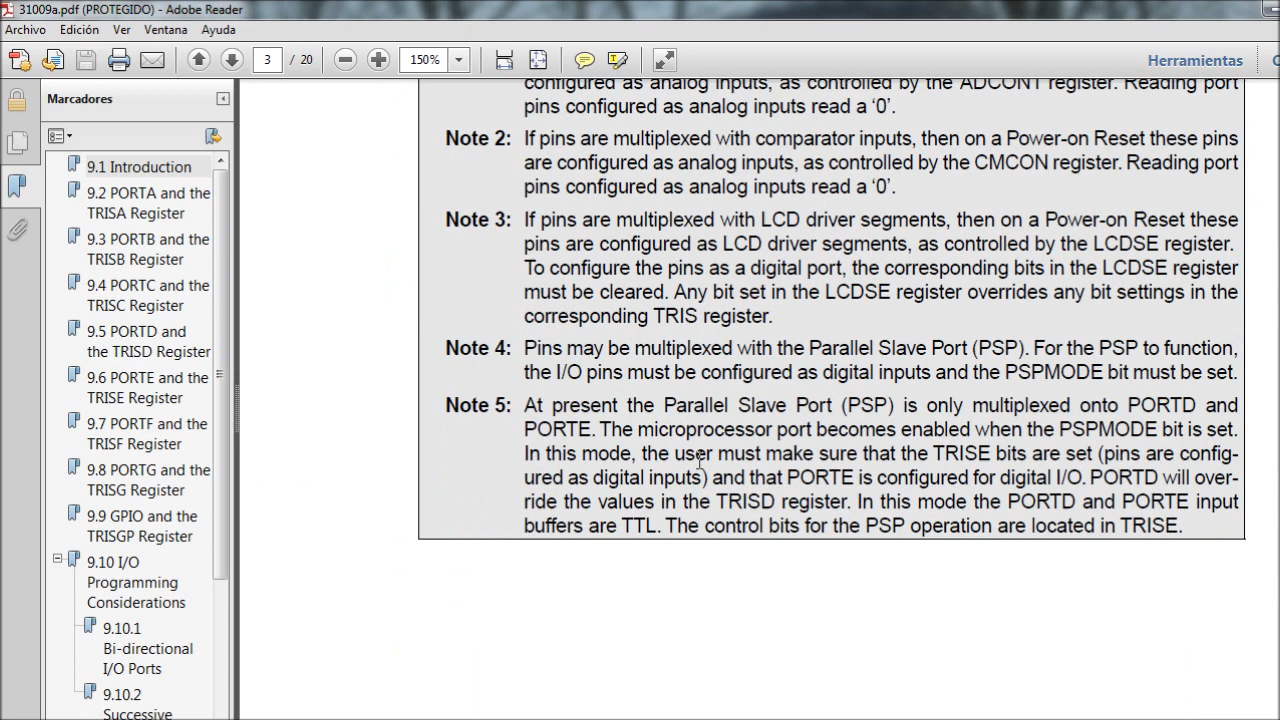 31009a.pdf (PROTEGIDO) - Adobe Reader
Archivo Edición Ver Ventana Ayuda
3 / 20 150% Herramientas
Marcadores
9.1 Introduction
9.2 PORTA and the
TRISA Register
9.3 PORTB and the
TRISB Register
9.4 PORTC and the
TRISC Register
9.5 PORTD and
the TRISD Register
9.6 PORTE and the
TRISE Register
9.7 PORTF and the
TRISF Register
9.8 PORTG and the
TRISG Register
9.9 GPIO and the
TRISGP Register
9.10 I/O
Programming
Considerations
9.10.1
Bi-directional
I/O Ports
9.10.2
Successive
configured as analog inputs, as controlled by the ADCONT register. Reading port
pins configured as analog inputs read a ‘0’.
Note 2: If pins are multiplexed with comparator inputs, then on a Power-on Reset these pins
are configured as analog inputs, as controlled by the CMCON register. Reading port
pins configured as analog inputs read a ‘0’.
Note 3: If pins are multiplexed with LCD driver segments, then on a Power-on Reset these
pins are configured as LCD driver segments, as controlled by the LCDSE register.
To configure the pins as a digital port, the corresponding bits in the LCDSE register
must be cleared. Any bit set in the LCDSE register overrides any bit settings in the
corresponding TRIS register.
Note 4: Pins may be multiplexed with the Parallel Slave Port (PSP). For the PSP to function,
the I/O pins must be configured as digital inputs and the PSPMODE bit must be set.
Note 5: At present the Parallel Slave Port (PSP) is only multiplexed onto PORTD and
PORTE. The microprocessor port becomes enabled when the PSPMODE bit is set.
In this mode, the user must make sure that the TRISE bits are set (pins are config-
ured as digital inputs) and that PORTE is configured for digital I/O. PORTD will over-
ride the values in the TRISD register. In this mode the PORTD and PORTE input
buffers are TTL. The control bits for the PSP operation are located in TRISE.